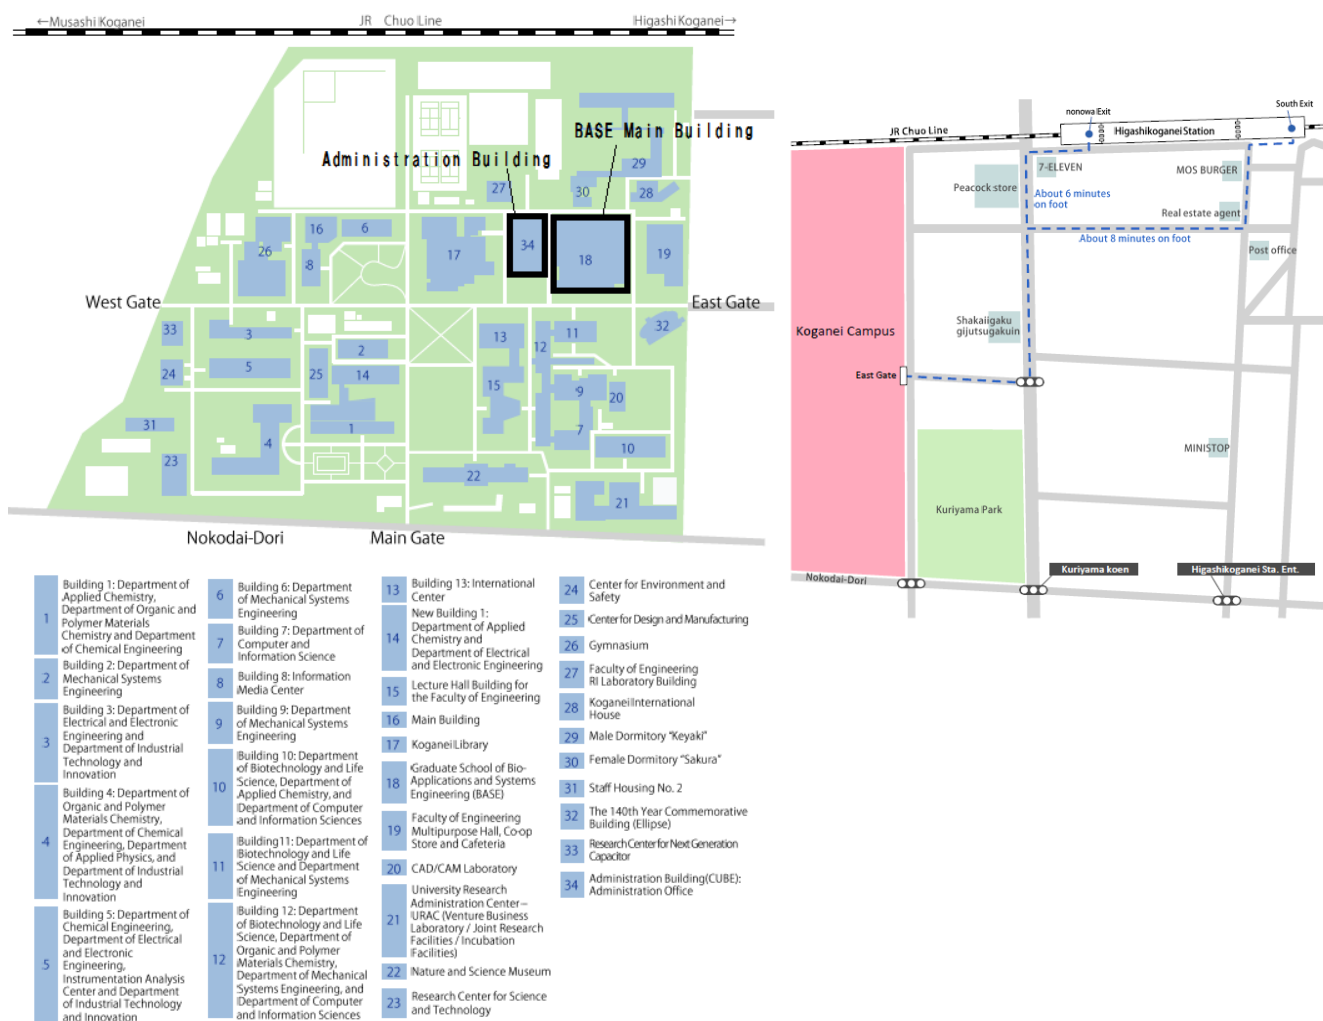 ←Musashi Koganei
JR Chuo Line
Higashi Koganei→
BASE Main Building
Administration Building
29
27
30
28
16
6
34
26
17
18
19
8
West Gate
East Gate
33
3
13
11
32
2
12
24
5
25
14
15
9
20
31
1
4
7
10
23
22
21
Nokodai-Dori
Main Gate
nonowa Exit
South Exit
JR Chuo Line
Higashikoganei Station
7-ELEVEN
MOS BURGER
Peacock store
About 6 minutes
on foot
Real estate agent
About 8 minutes on foot
Post office
Shakaiigaku
gijutsugakuin
Koganei Campus
East Gate
MINISTOP
Kuriyama Park
Nokodai-Dori
Kuriyama koen
Higashikoganei Sta. Ent.
1
Building 1: Department of
Applied Chemistry,
Department of Organic and
Polymer Materials
Chemistry and Department
of Chemical Engineering
2
Building 2: Department of
Mechanical Systems
Engineering
3
Building 3: Department of
Electrical and Electronic
Engineering and
Department of Industrial
Technology and
Innovation
4
Building 4: Department of
Organic and Polymer
Materials Chemistry,
Department of Chemical
Engineering, Department
of Applied Physics, and
Department of Industrial
Technology and
Innovation
5
Building 5: Department of
Chemical Engineering,
Department of Electrical
and Electronic
Engineering,
Instrumentation Analysis
Center and Department
of Industrial Technology
and Innovation
6
Building 6: Department
of Mechanical Systems
Engineering
7
Building 7: Department of
Computer and
Information Science
8
Building 8: Information
Media Center
9
Building 9: Department
of Mechanical Systems
Engineering
10
Building 10: Department
of Biotechnology and Life
Science, Department of
Applied Chemistry, and
Department of Computer
and Information Sciences
11
Building11: Department of
Biotechnology and Life
Science and Department
of Mechanical Systems
Engineering
12
Building 12: Department
of Biotechnology and Life
Science, Department of
Organic and Polymer
Materials Chemistry,
Department of Mechanical
Systems Engineering, and
Department of Computer
and Information Sciences
13
Building 13: International
Center
14
New Building 1:
Department of Applied
Chemistry and
Department of Electrical
and Electronic Engineering
15
Lecture Hall Building for
the Faculty of Engineering
16
Main Building
17
Koganei Library
18
Graduate School of Bio-
Applications and Systems
Engineering (BASE)
19
Faculty of Engineering
Multipurpose Hall, Co-op
Store and Cafeteria
20
CAD/CAM Laboratory
21
University Research
Administration Center—
URAC (Venture Business
Laboratory / Joint Research
Facilities / Incubation
Facilities)
22
Nature and Science Museum
23
Research Center for Science
and Technology
24
Center for Environment and
Safety
25
Center for Design and Manufacturing
26
Gymnasium
27
Faculty of Engineering
RI Laboratory Building
28
Koganei International
House
29
Male Dormitory “Keyaki”
30
Female Dormitory “Sakura”
31
Staff Housing No. 2
32
The 140th Year Commemorative
Building (Ellipse)
33
Research Center for Next Generation
Capacitor
34
Administration Building(CUBE):
Administration Office